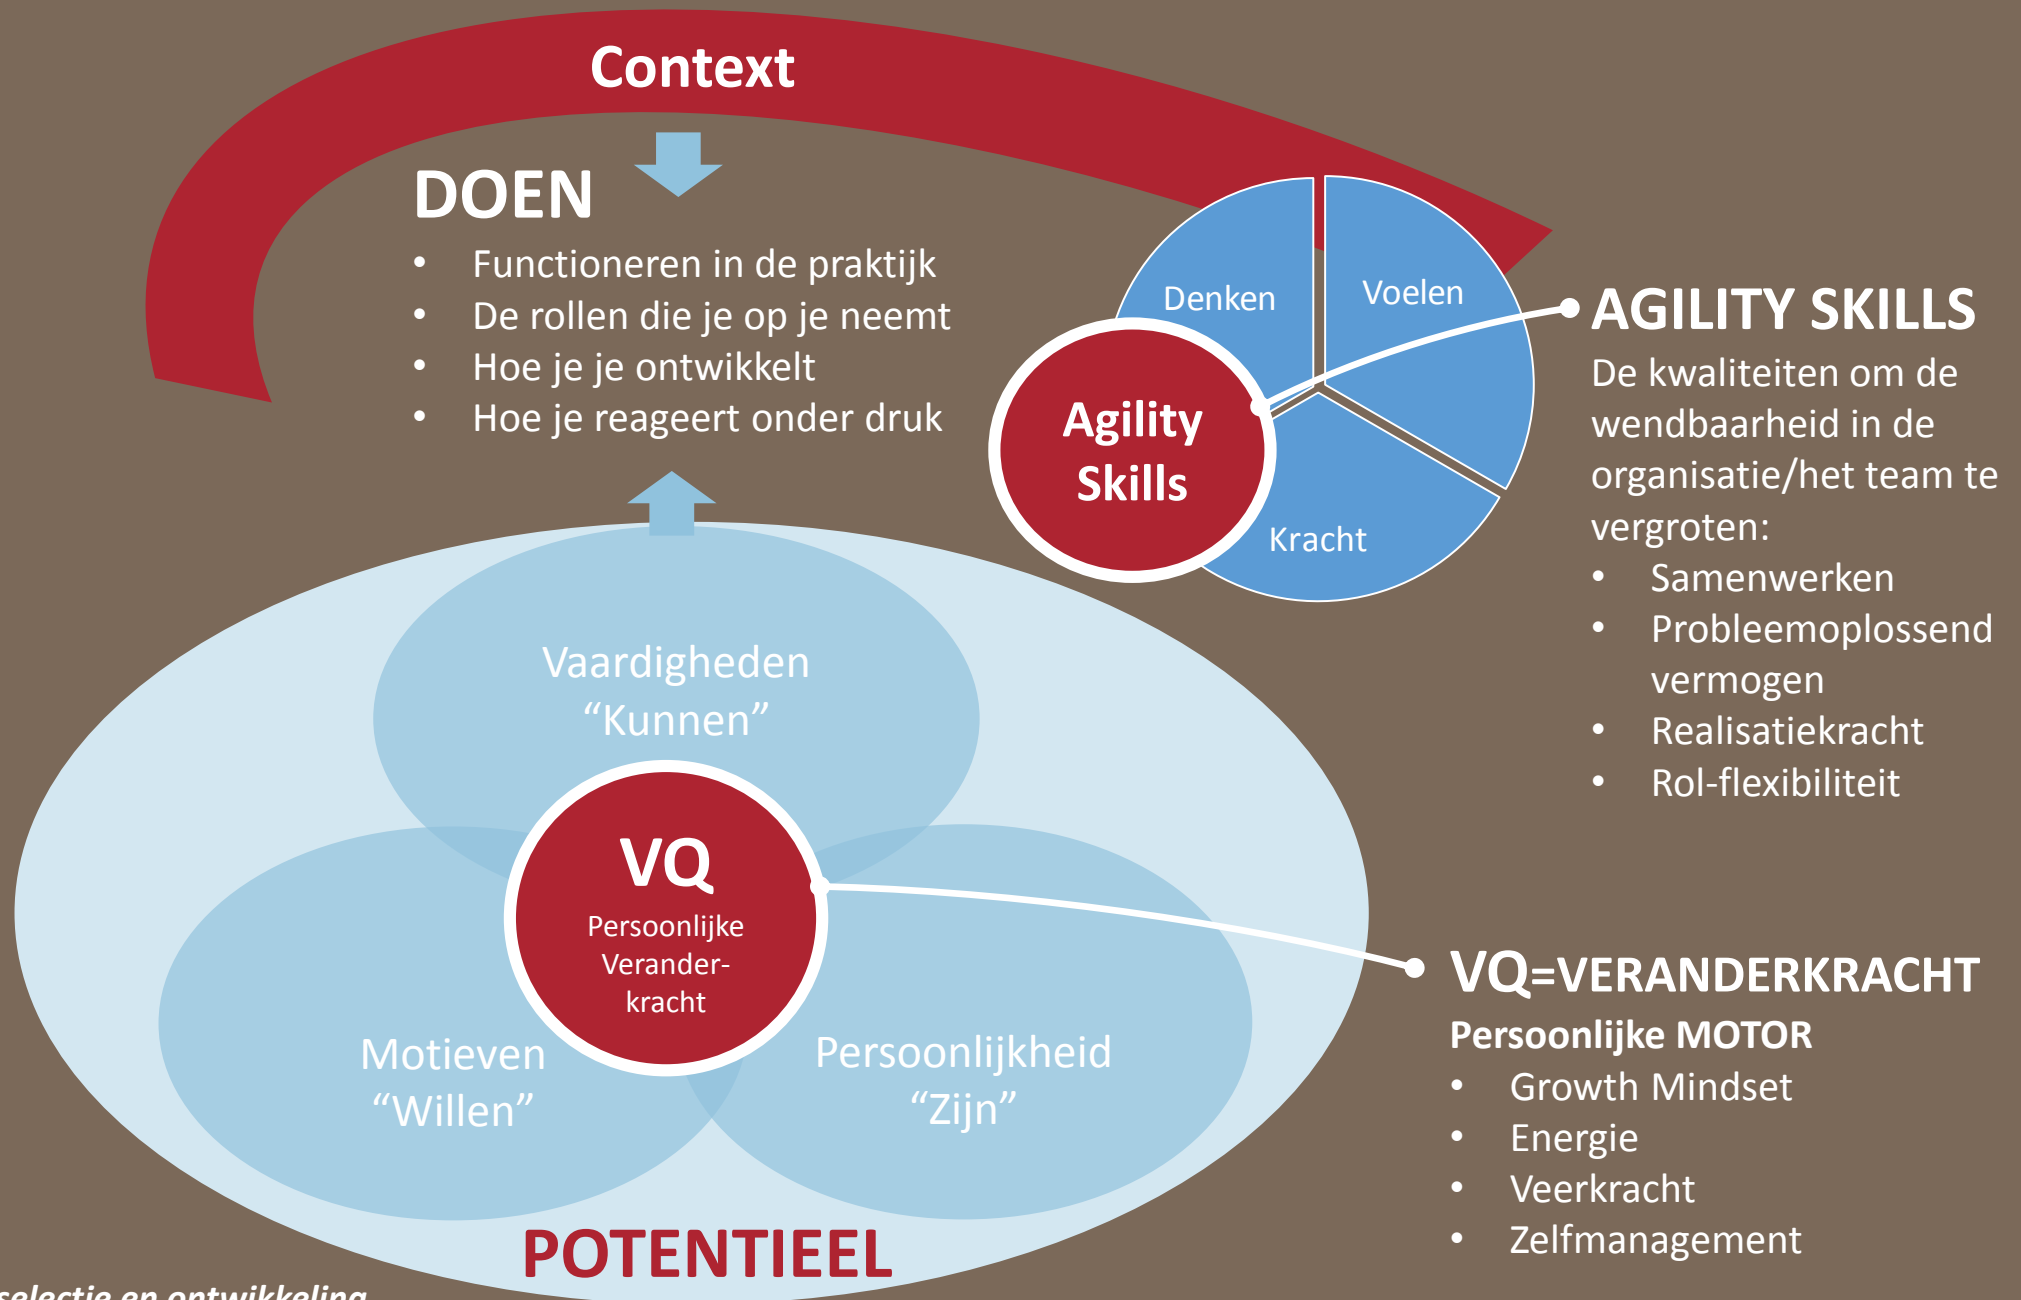 Context
DOEN
• Functioneren in de praktijk
• De rollen die je op je neemt
• Hoe je je ontwikkelt
• Hoe je reageert onder druk
Denken
Voelen
Kracht
Agility
Skills
AGILITY SKILLS
De kwaliteiten om de
wendbaarheid in de
organisatie/het team te
vergroten:
• Samenwerken
• Probleemoplossend
vermogen
• Realisatiekracht
• Rol-flexibiliteit
Vaardigheden
“Kunnen”
VQ
Persoonlijke
Verander-
kracht
Motieven
“Willen”
Persoonlijkheid
“Zijn”
POTENTIEEL
VQ=VERANDERKRACHT
Persoonlijke MOTOR
• Growth Mindset
• Energie
• Veerkracht
• Zelfmanagement
selectie en ontwikkeling